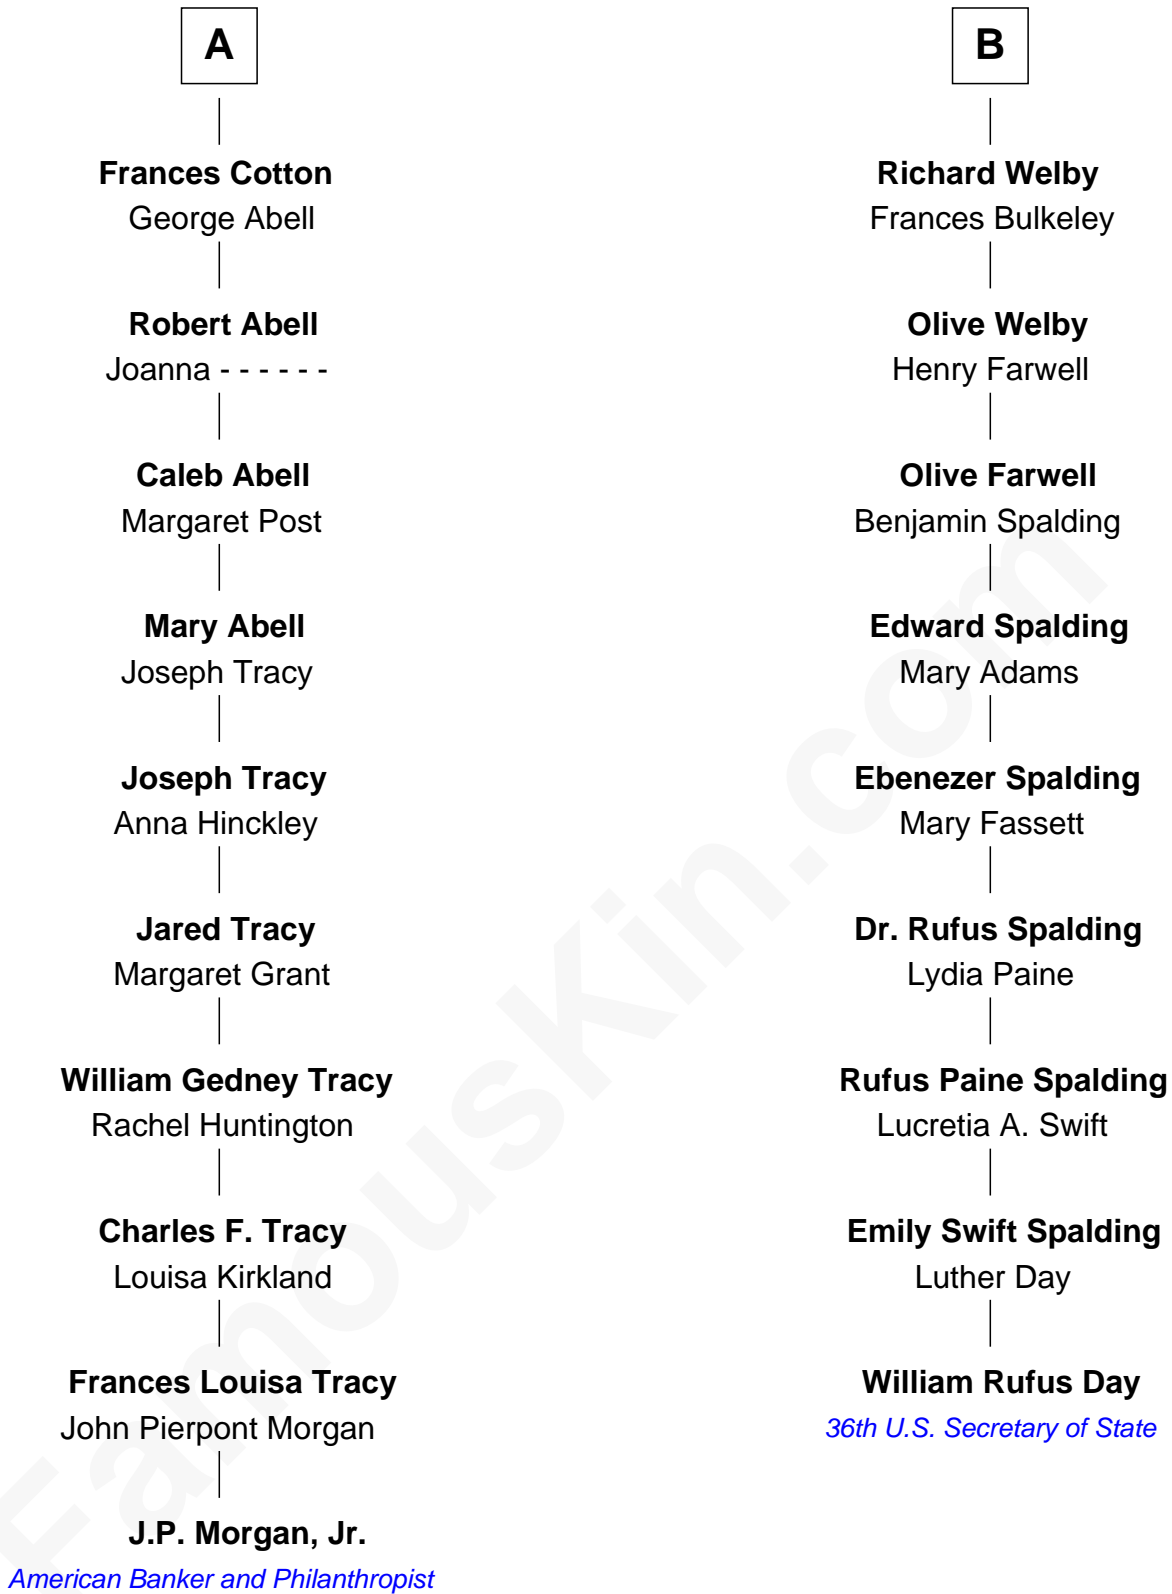 A
Frances Cotton
George Abell
Robert Abell
Joanna - - - - - -
Caleb Abell
Margaret Post
Mary Abell
Joseph Tracy
Joseph Tracy
Anna Hinckley
Jared Tracy
Margaret Grant
William Gedney Tracy
Rachel Huntington
Charles F. Tracy
Louisa Kirkland
Frances Louisa Tracy
John Pierpont Morgan
J.P. Morgan, Jr.
American Banker and Philanthropist
B
Richard Welby
Frances Bulkeley
Olive Welby
Henry Farwell
Olive Farwell
Benjamin Spalding
Edward Spalding
Mary Adams
Ebenezer Spalding
Mary Fassett
Dr. Rufus Spalding
Lydia Paine
Rufus Paine Spalding
Lucretia A. Swift
Emily Swift Spalding
Luther Day
William Rufus Day
36th U.S. Secretary of State
FamousKin.com